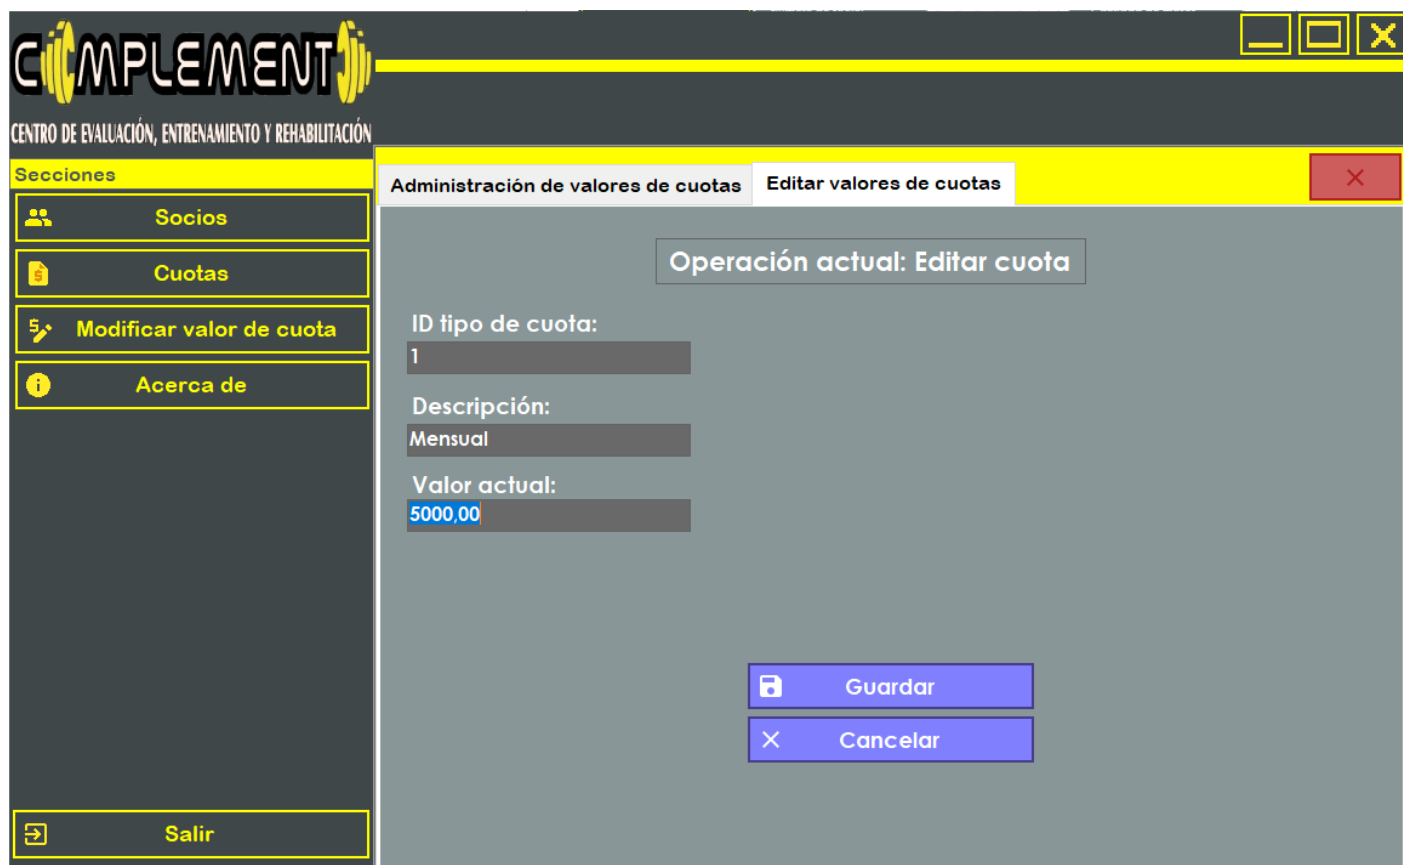 COMPLEMENTO
CENTRO DE EVALUACIÓN, ENTRENAMIENTO Y REHABILITACIÓN
Secciones
Socios
Cuotas
Modificar valor de cuota
Acerca de
Salir
Administración de valores de cuotas
Editar valores de cuotas
Operación actual: Editar cuota
ID tipo de cuota:
1
Descripción:
Mensual
Valor actual:
5000,00
Guardar
Cancelar